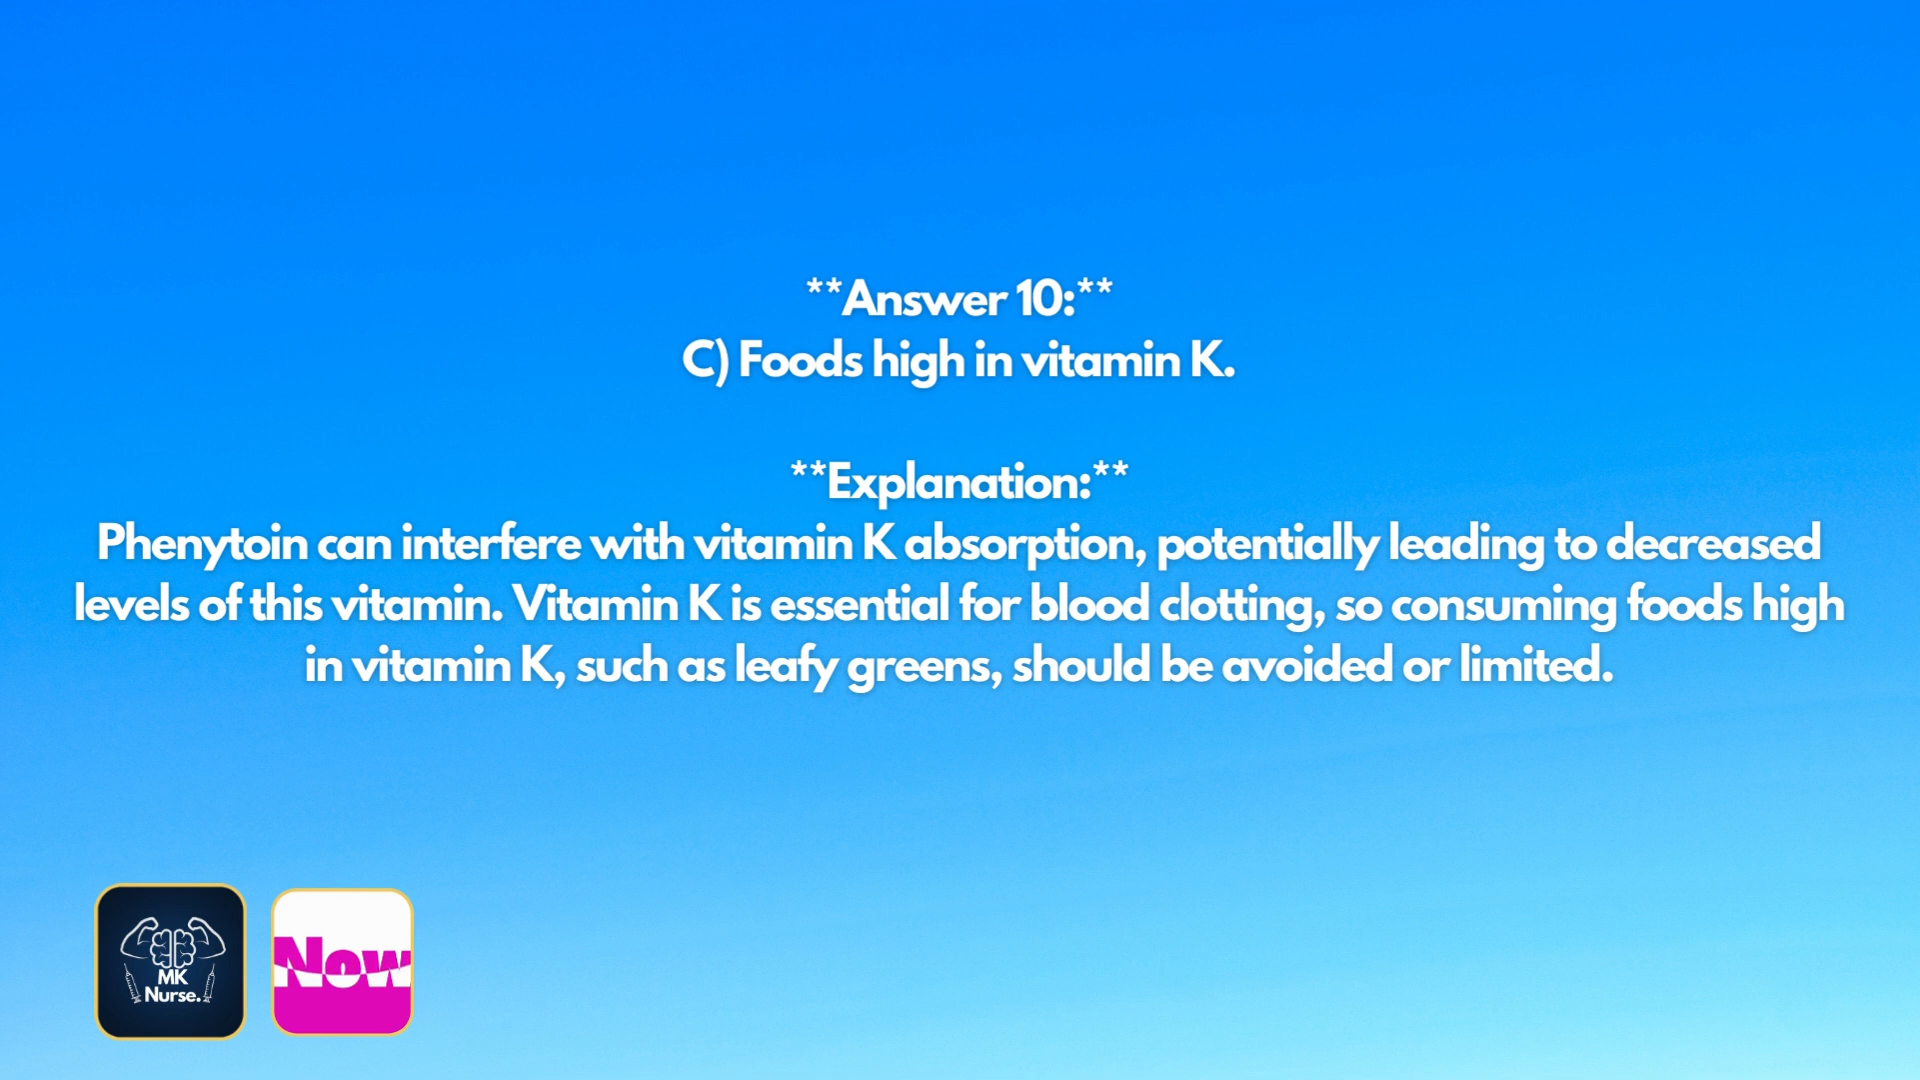 **Answer 10:**
C) Foods high in vitamin K.
**Explanation:**
Phenytoin can interfere with vitamin K absorption, potentially leading to decreased
levels of this vitamin. Vitamin K is essential for blood clotting, so consuming foods high
in vitamin K, such as leafy greens, should be avoided or limited.
MK
Nurse.
Now